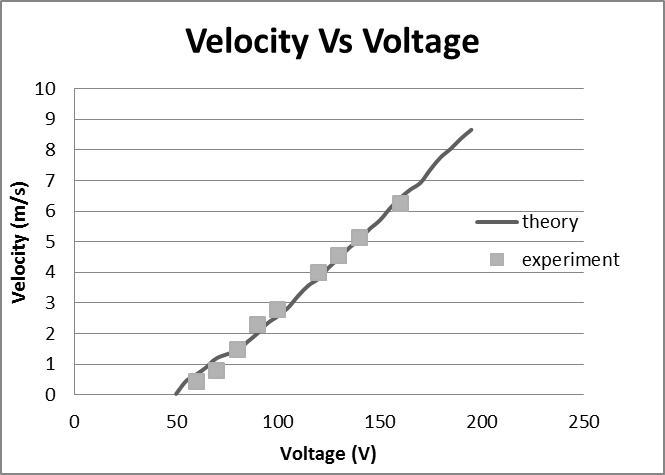 Velocity Vs Voltage
10
9
8
7
6
5
4
3
2
1
0
Velocity (m/s)
theory
experiment
0 50 100 150 200 250
Voltage (V)